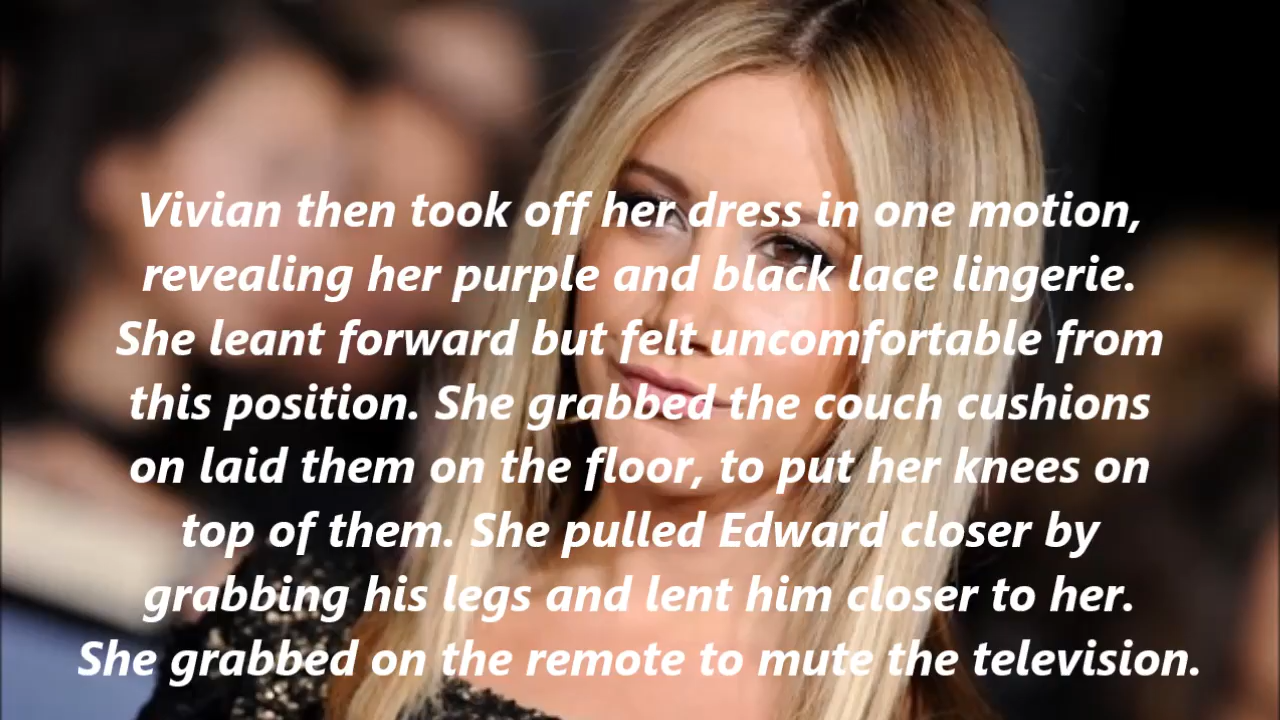 Vivian then took off her dress in one motion,
revealing her purple and black lace lingerie.
She leant forward but felt uncomfortable from
this position. She grabbed the couch cushions
on laid them on the floor, to put her knees on
top of them. She pulled Edward closer by
grabbing his legs and lent him closer to her.
She grabbed on the remote to mute the television.